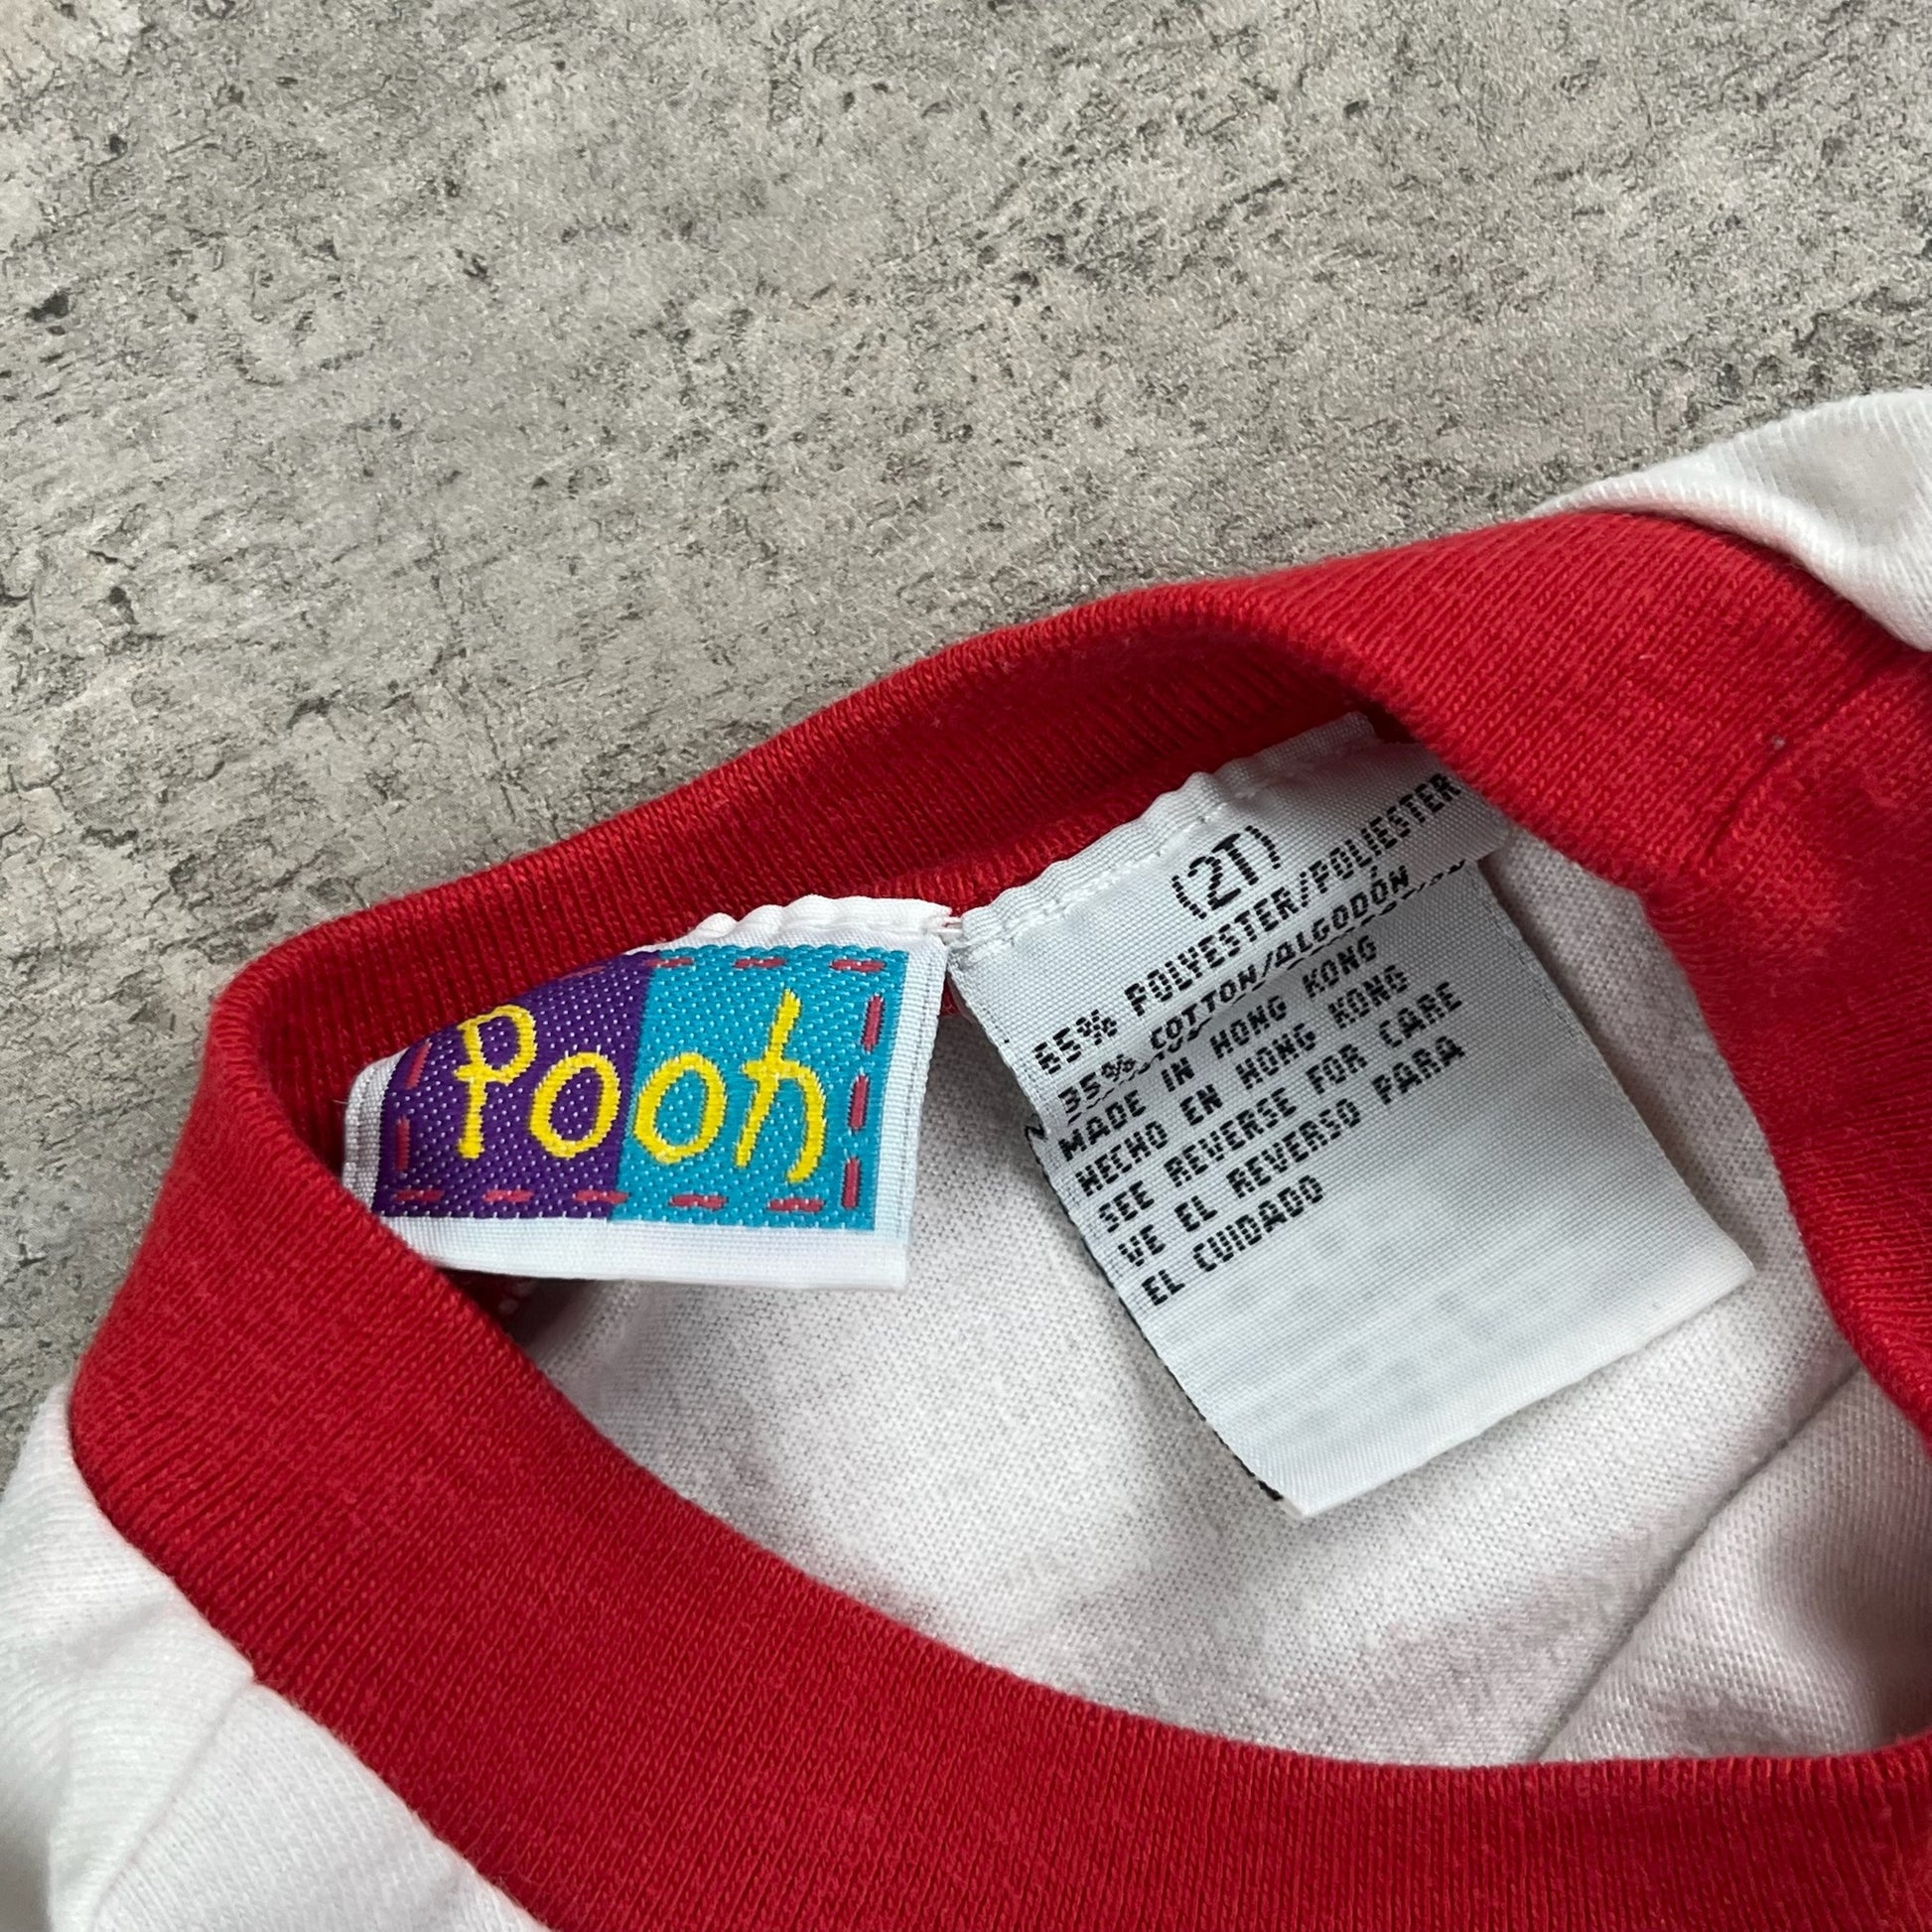 Pooh
(2T)
65% POLYESTER/POLIESTER
35% COTTON/ALGODÓN
MADE IN HONG KONG
HECHO EN HONG KONG
SEE REVERSE FOR CARE
VE EL REVERSO PARA
EL CUIDADO